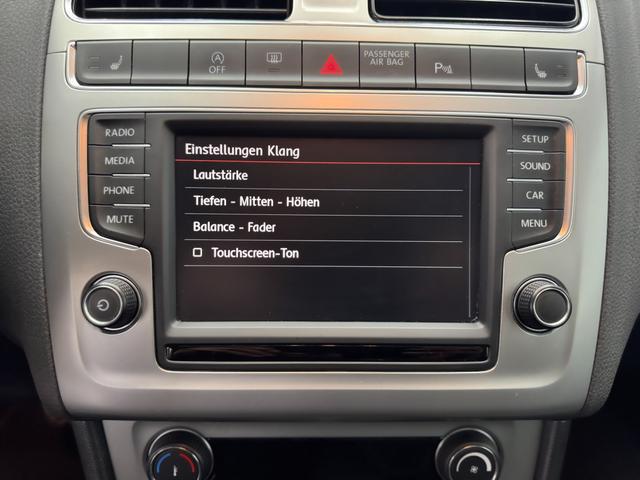 OFF
PASSENGER
AIR BAG
P
RADIO
MEDIA
PHONE
MUTE
Einstellungen Klang
Lautstärke
Tiefen - Mitten - Höhen
Balance - Fader
Touchscreen-Ton
SETUP
SOUND
CAR
MENU